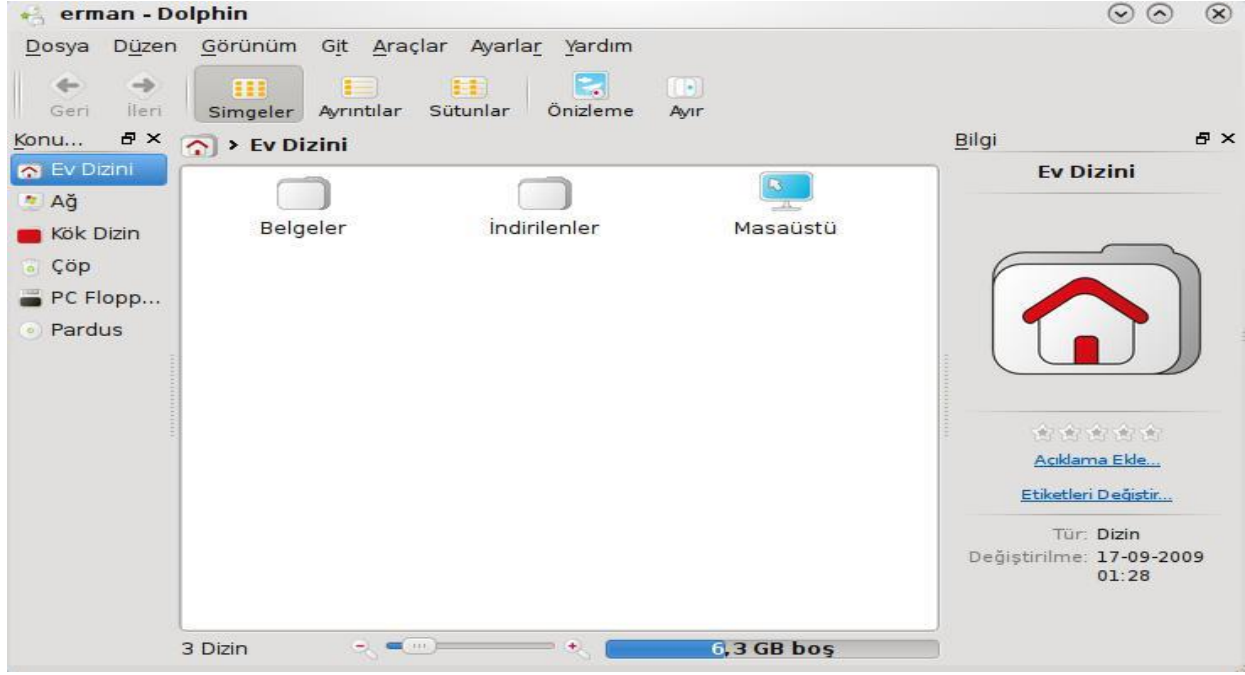 erman - Dolphin
Dosya Düzen Görünüm Git Araçlar Ayarlar Yardım
Geri İleri Simgeler Ayrıntılar Sütunlar Önizleme Ayır
Konu...
Ev Dizini
Ağ
Kök Dizin
Çöp
PC Flopp...
Pardus
> Ev Dizini
Belgeler İndirilenler Masaüstü
3 Dizin 6,3 GB boş
Bilgi
Ev Dizini
Açıklama Ekle...
Etiketleri Değiştir...
Tür: Dizin
Değiştirilme: 17-09-2009
01:28